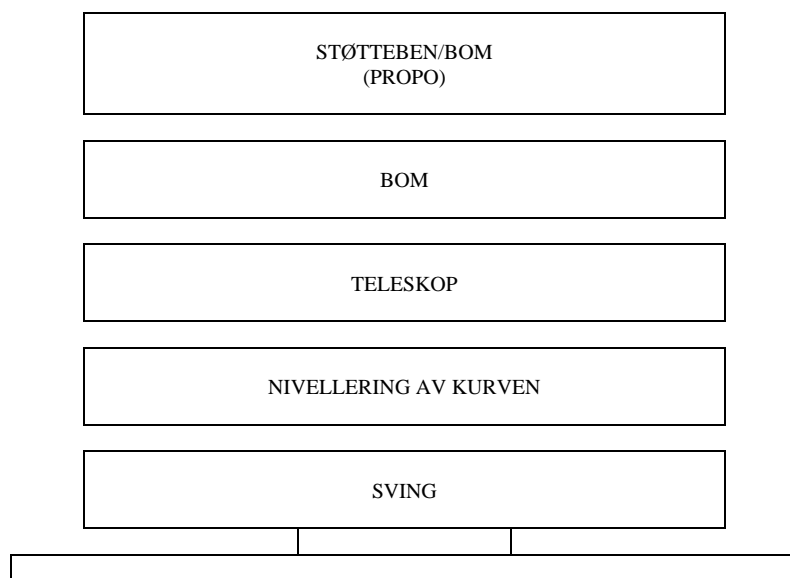 STØTTEBEN/BOM
(PROPO)
BOM
TELESKOP
NIVELLERING AV KURVEN
SVING